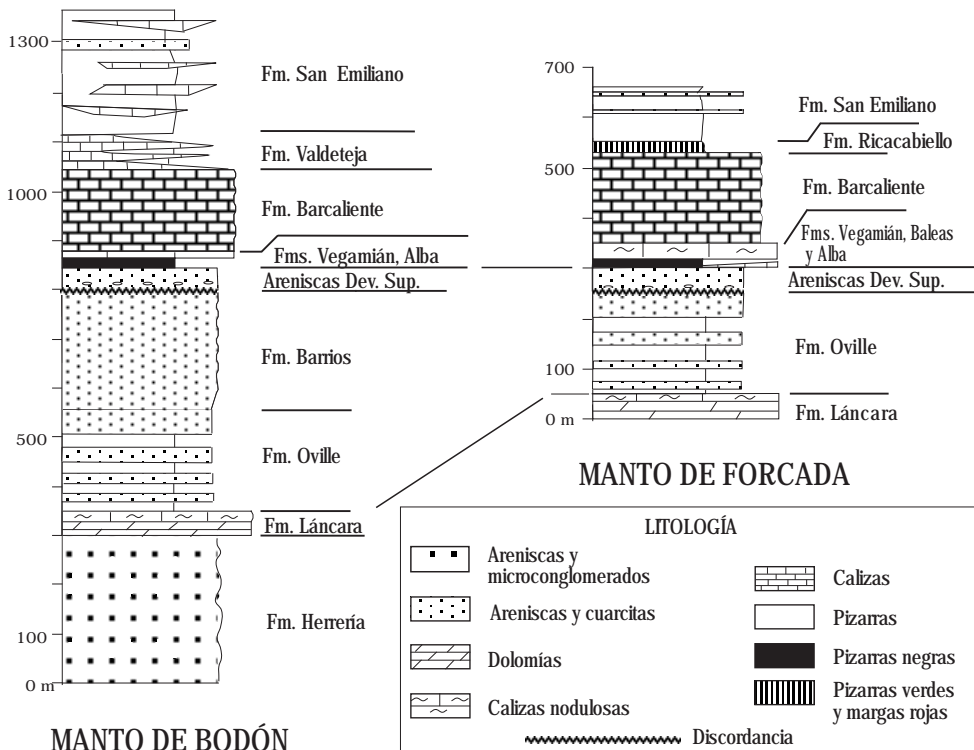 1300
1000
500
100
0 m
Fm. San Emiliano
Fm. Valdeteja
Fm. Barcaliente
Fms. Vegamián, Alba
Areniscas Dev. Sup.
Fm. Barrios
Fm. Oville
Fm. Láncara
Fm. Herrería
MANTO DE BODÓN
700
500
100
0 m
Fm. San Emiliano
Fm. Ricacabiello
Fm. Barcaliente
Fms. Vegamián, Baleas
y Alba
Areniscas Dev. Sup.
Fm. Oville
Fm. Láncara
MANTO DE FORCADA
LITOLOGÍA
Areniscas y
microconglomerados
Areniscas y cuarcitas
Dolomías
Calizas nodulosas
Calizas
Pizarras
Pizarras negras
Pizarras verdes
y margas rojas
Discordancia